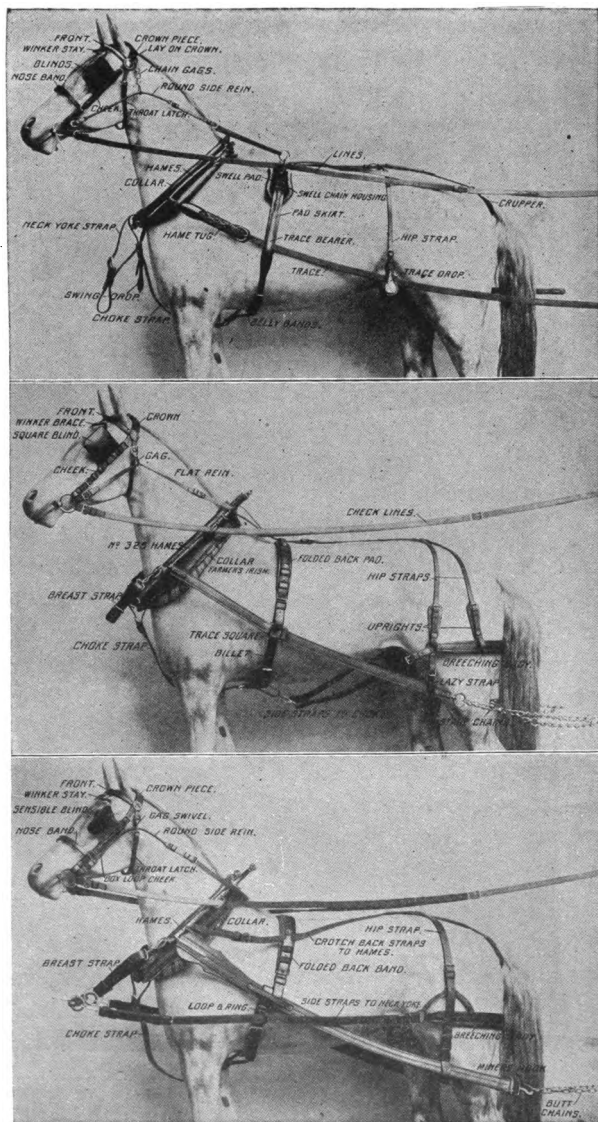 FRONT.
WINKER STAY.
BLINDS
NOSE BAND.
CROWN PIECE.
LAY ON CROWN.
CHAIN GAGS.
ROUND SIDE REIN.
CHEEK.
THROAT LATCH.
HAMES.
COLLAR.
LINES.
SWELL PAD.
SWELL CHAIN HOUSING
PAD SKIRT.
CRUPPER.
NECK YOKE STRAP.
HAME TUG.
TRACE BEARER.
HIP STRAP.
TRACE.
TRACE DROP.
SWING DROP.
CHOKE STRAP.
BELLY BANDS.
FRONT.
WINKER BRACE.
SQUARE BLIND.
CROWN
CHEEK.
GAG.
FLAT REIN.
CHECK LINES.
No 325 HAMES.
COLLAR
FARMERS IRISH.
FOLDED BACK PAD.
HIP STRAPS
BREAST STRAP.
CHOKE STRAP.
TRACE SQUARE
BILLET.
UPRIGHTS.
BREECHING BODY.
LAZY STRAP.
SIDE STRAPS TO
CHAIN
FRONT.
WINKER STAY.
SENSIBLE BLIND.
NOSE BAND.
CROWN PIECE.
GAG SWIVEL.
ROUND SIDE REIN.
THROAT LATCH.
BOX LOOP CHEEK.
HAMES.
COLLAR.
HIP STRAP.
CROTCH BACK STRAPS
TO HAMES.
BREAST STRAP.
FOLDED BACK BAND.
LOOP & RING.
SIDE STRAPS TO NECK YOKE
CHOKE STRAP.
BREECHING BODY
MINERS HOOK
BUTT
CHAINS.